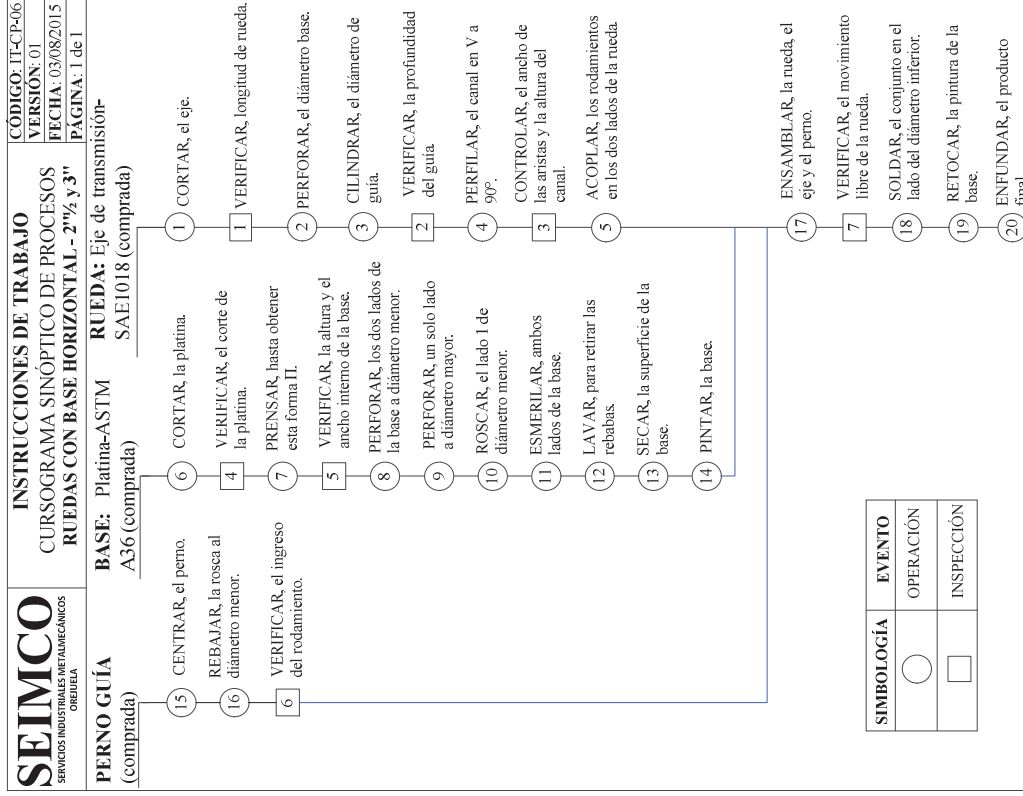 SEIMCO
SERVICIOS INDUSTRIALES METALMECÁNICOS
OREJUELA
INSTRUCCIONES DE TRABAJO
CURSOGRAMA SINÓPTICO DE PROCESOS
RUEDAS CON BASE HORIZONTAL - 2"½ y 3"
CÓDIGO: IT-CP-06
VERSIÓN: 01
FECHA: 03/08/2015
PÁGINA: 1 de 1
PERNO GUÍA
(comprada)
15 CENTRAR, el perno.
16 REBAJAR, la rosca al
diámetro menor.
6 VERIFICAR, el ingreso
del rodamiento.
BASE: Platina-ASTM
A36 (comprada)
6 CORTAR, la platina.
4 VERIFICAR, el corte de
la platina.
7 PRENSAR, hasta obtener
esta forma Π.
5 VERIFICAR, la altura y el
ancho interno de la base.
8 PERFORAR, los dos lados de
la base a diámetro menor.
9 PERFORAR, un solo lado
a diámetro mayor.
10 ROSCAR, el lado 1 de
diámetro menor.
11 ESMERILAR, ambos
lados de la base.
12 LAVAR, para retirar las
rebabas.
13 SECAR, la superficie de la
base.
14 PINTAR, la base.
RUEDA: Eje de transmisión-
SAE1018 (comprada)
1 CORTAR, el eje.
1 VERIFICAR, longitud de rueda.
2 PERFORAR, el diámetro base.
3 CILINDRAR, el diámetro de
guía.
2 VERIFICAR, la profundidad
del guía.
4 PERFILAR, el canal en V a
90°.
3 CONTROLAR, el ancho de
las aristas y la altura del
canal.
5 ACOPLAR, los rodamientos
en los dos lados de la rueda.
17 ENSAMBLAR, la rueda, el
eje y el perno.
7 VERIFICAR, el movimiento
libre de la rueda.
18 SOLDAR, el conjunto en el
lado del diámetro inferior.
19 RETOCAR, la pintura de la
base.
20 ENFUNDAR, el producto
final
SIMBOLOGÍA EVENTO
OPERACIÓN
INSPECCIÓN